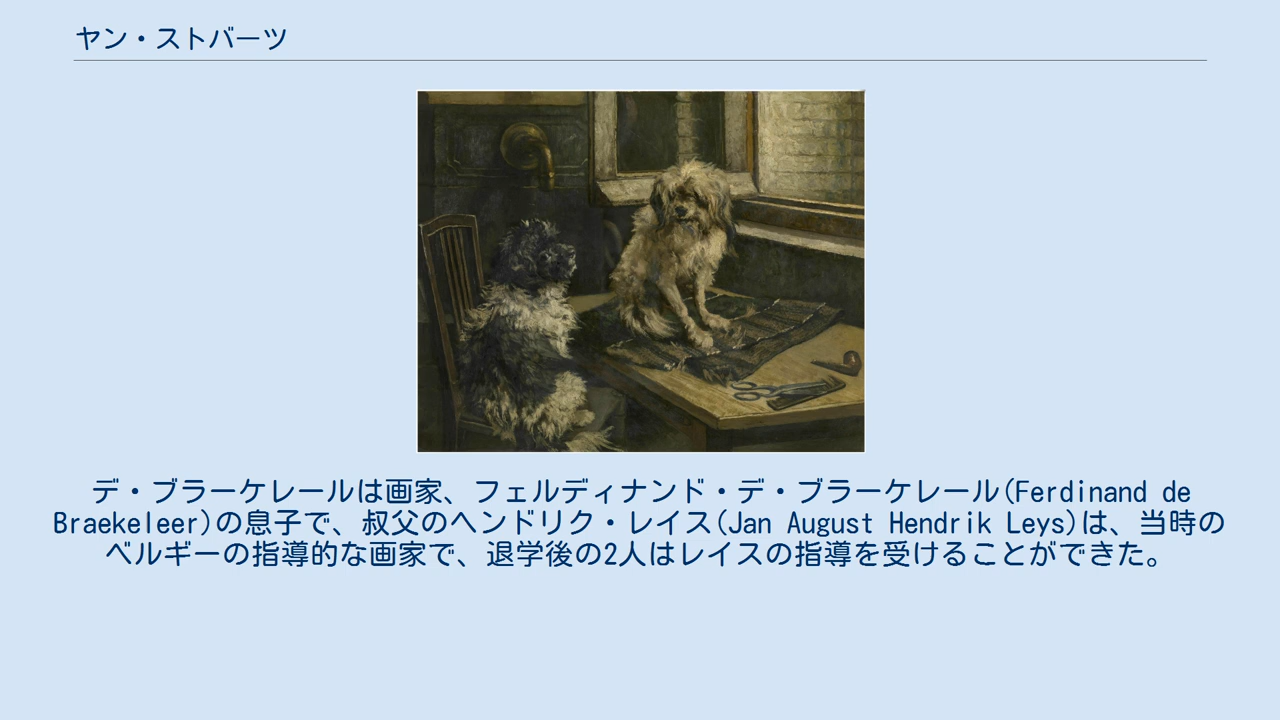 ヤン・ストバーツ
デ・ブラーケレールは画家、フェルディナンド・デ・ブラーケレール(Ferdinand de
Braekeleer)の息子で、叔父のヘンドリク・レイス(Jan August Hendrik Leys)は、当時の
ベルギーの指導的な画家で、退学後の2人はレイスの指導を受けることができた。